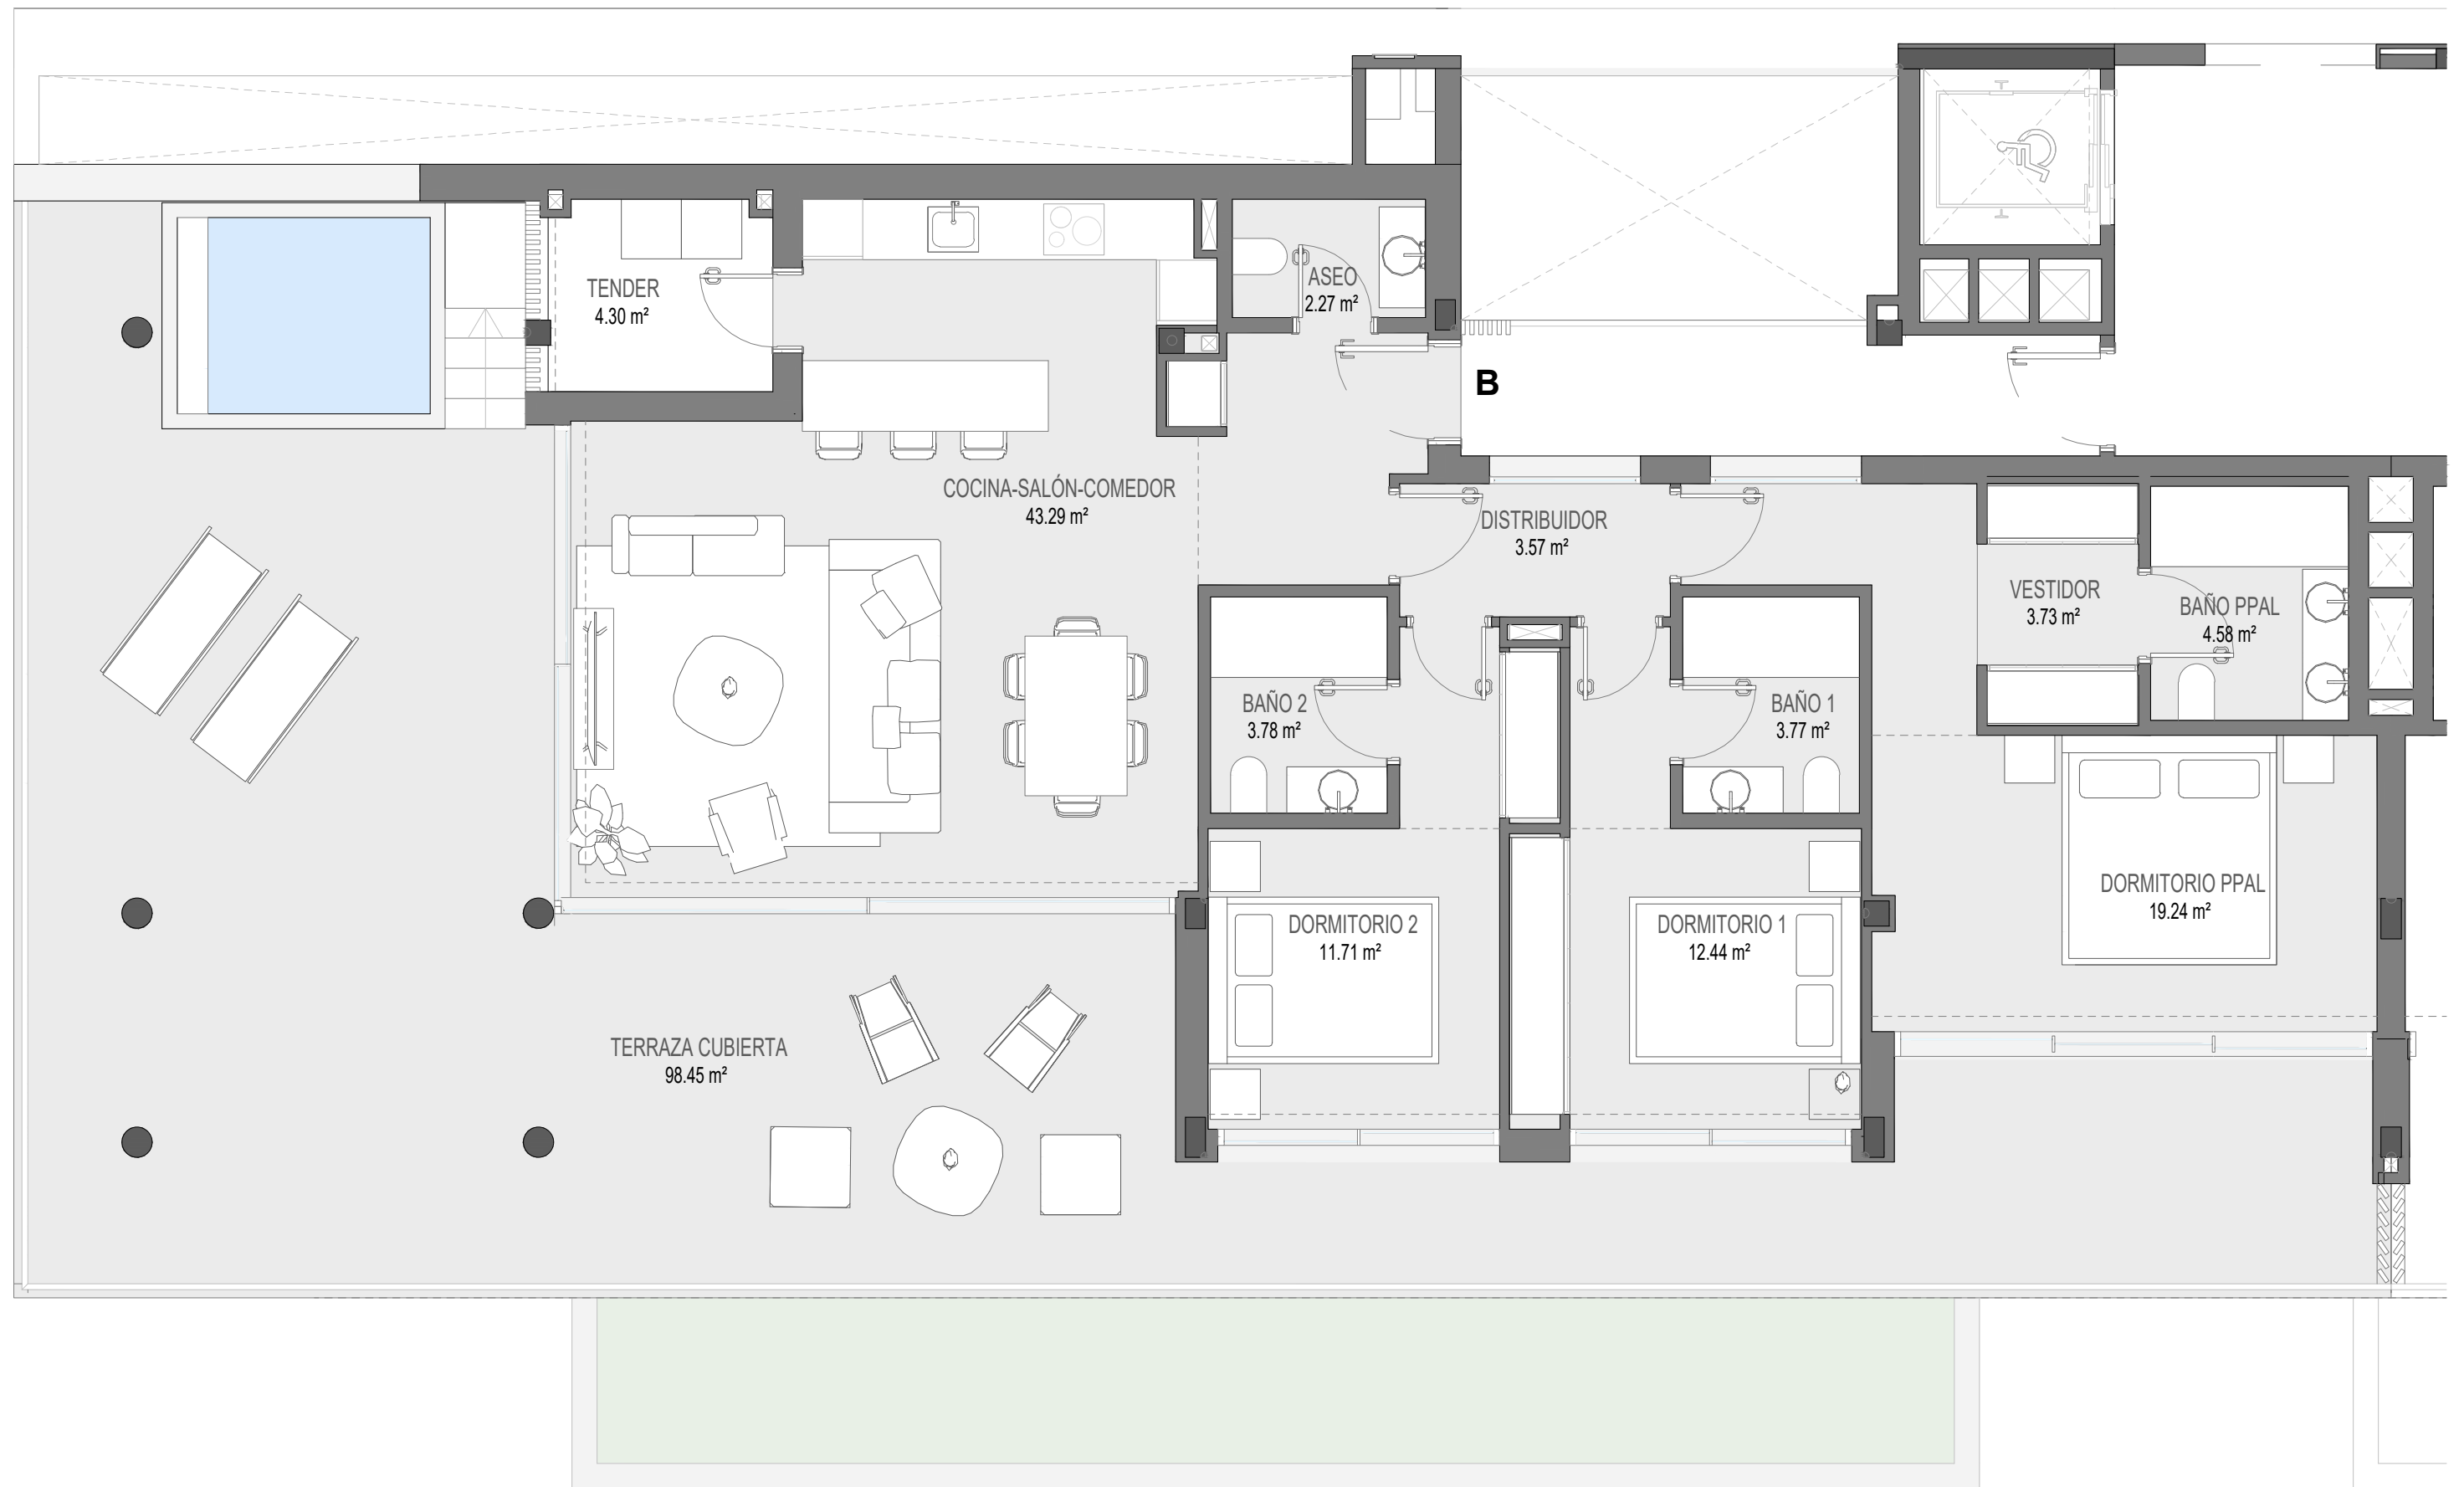 TENDER
4.30 m²
ASEO
2.27 m²
B
COCINA-SALÓN-COMEDOR
43.29 m²
DISTRIBUIDOR
3.57 m²
VESTIDOR
3.73 m²
BAÑO PPAL
4.58 m²
BAÑO 2
3.78 m²
BAÑO 1
3.77 m²
DORMITORIO PPAL
19.24 m²
DORMITORIO 2
11.71 m²
DORMITORIO 1
12.44 m²
TERRAZA CUBIERTA
98.45 m²